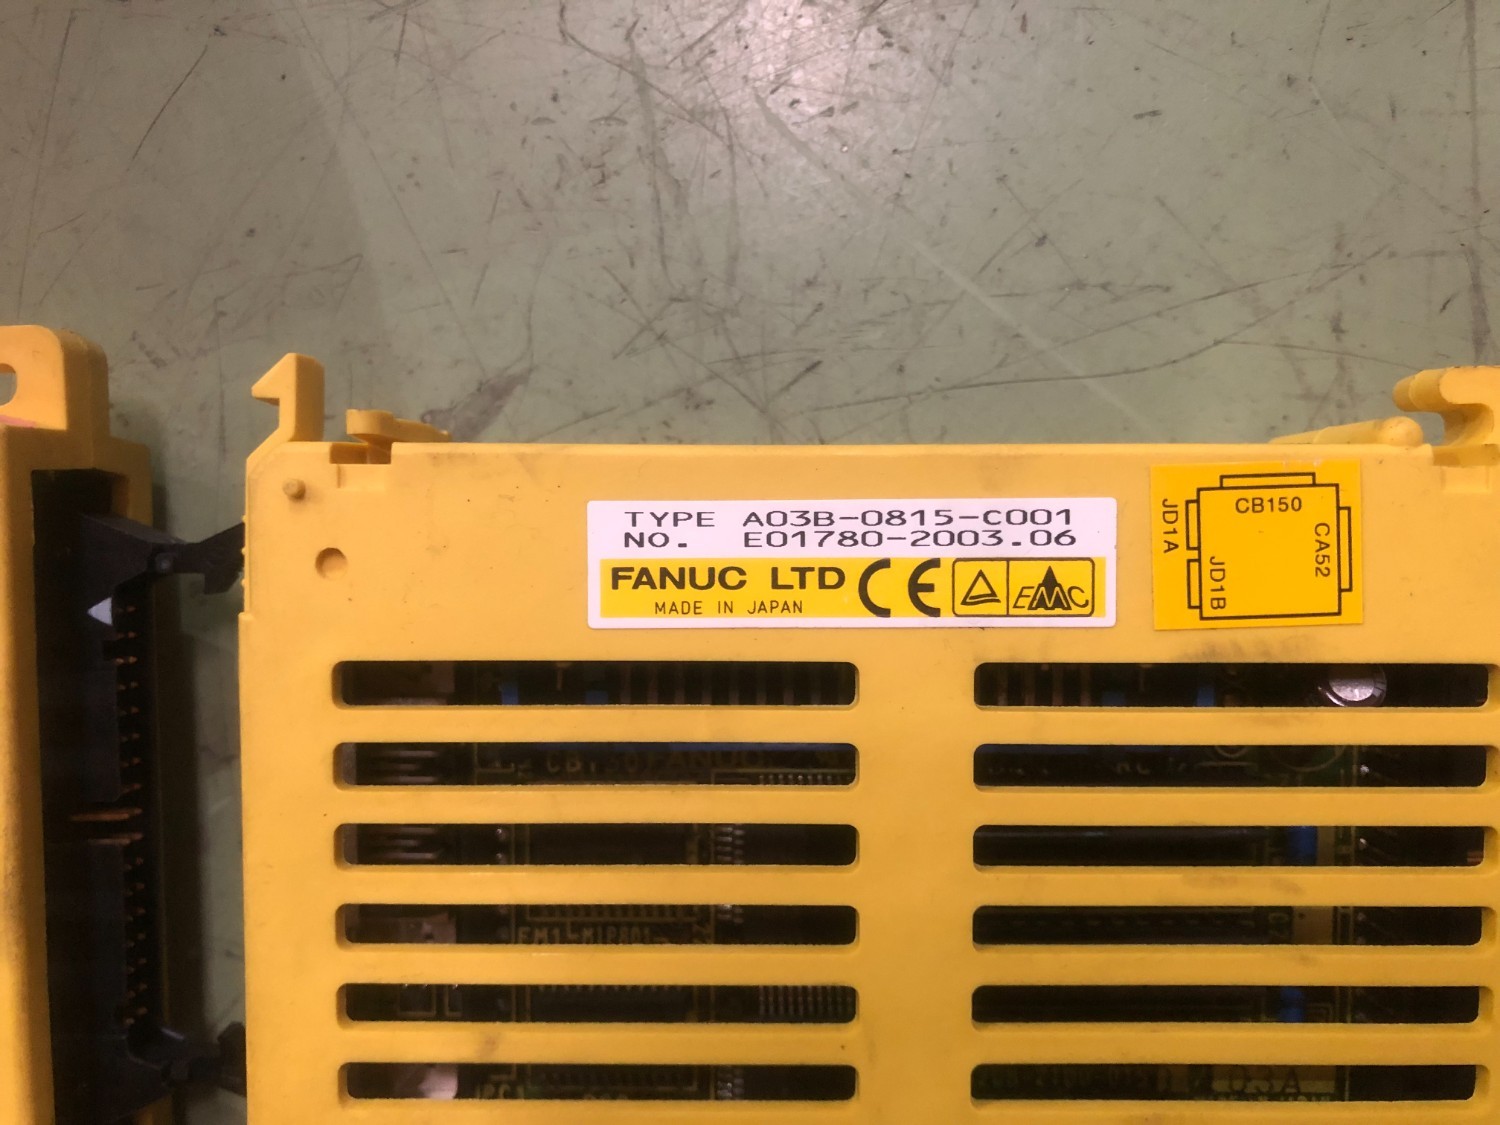 TYPE A03B-0815-C001
NO. E01780-2003.06
FANUC LTD CE
MADE IN JAPAN
EMC
CB150
CA52
JD1A
JD1B